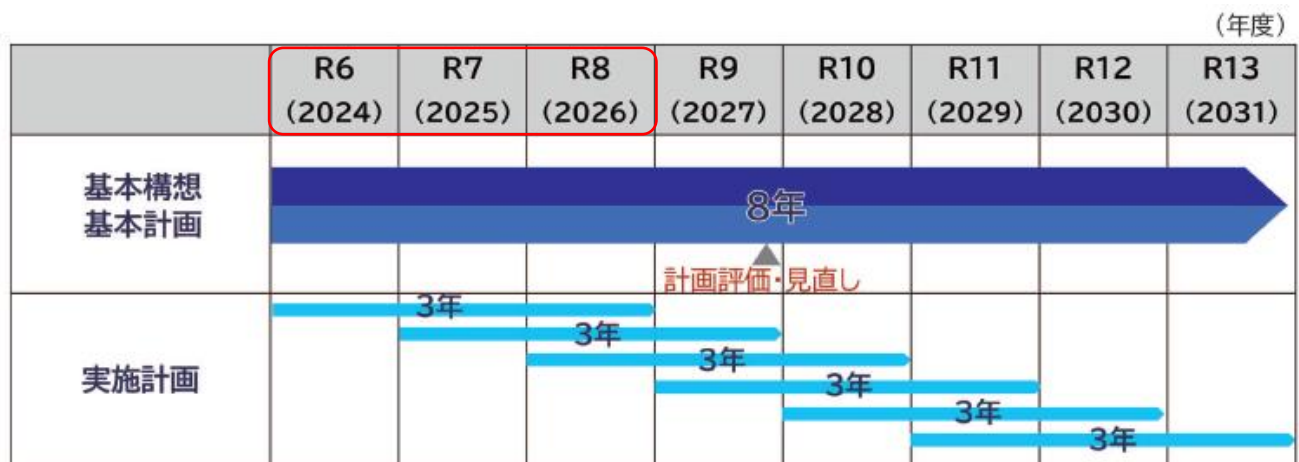 (年度)
R6 R7 R8 R9 R10 R11 R12 R13
(2024) (2025) (2026) (2027) (2028) (2029) (2030) (2031)
基本構想
基本計画
8年
計画評価・見直し
実施計画
3年
3年
3年
3年
3年
3年